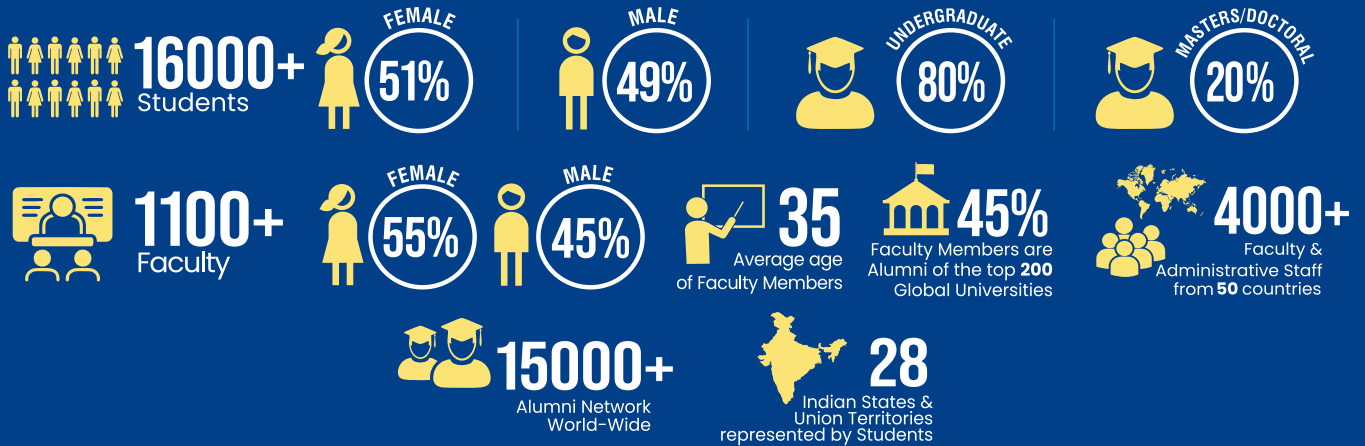 16000+
Students
FEMALE
51%
MALE
49%
UNDERGRADUATE
80%
MASTERS/DOCTORAL
20%
1100+
Faculty
FEMALE
55%
MALE
45%
35
Average age
of Faculty Members
45%
Faculty Members are
Alumni of the top 200
Global Universities
4000+
Faculty &
Administrative Staff
from 50 countries
15000+
Alumni Network
World-Wide
28
Indian States &
Union Territories
represented by Students